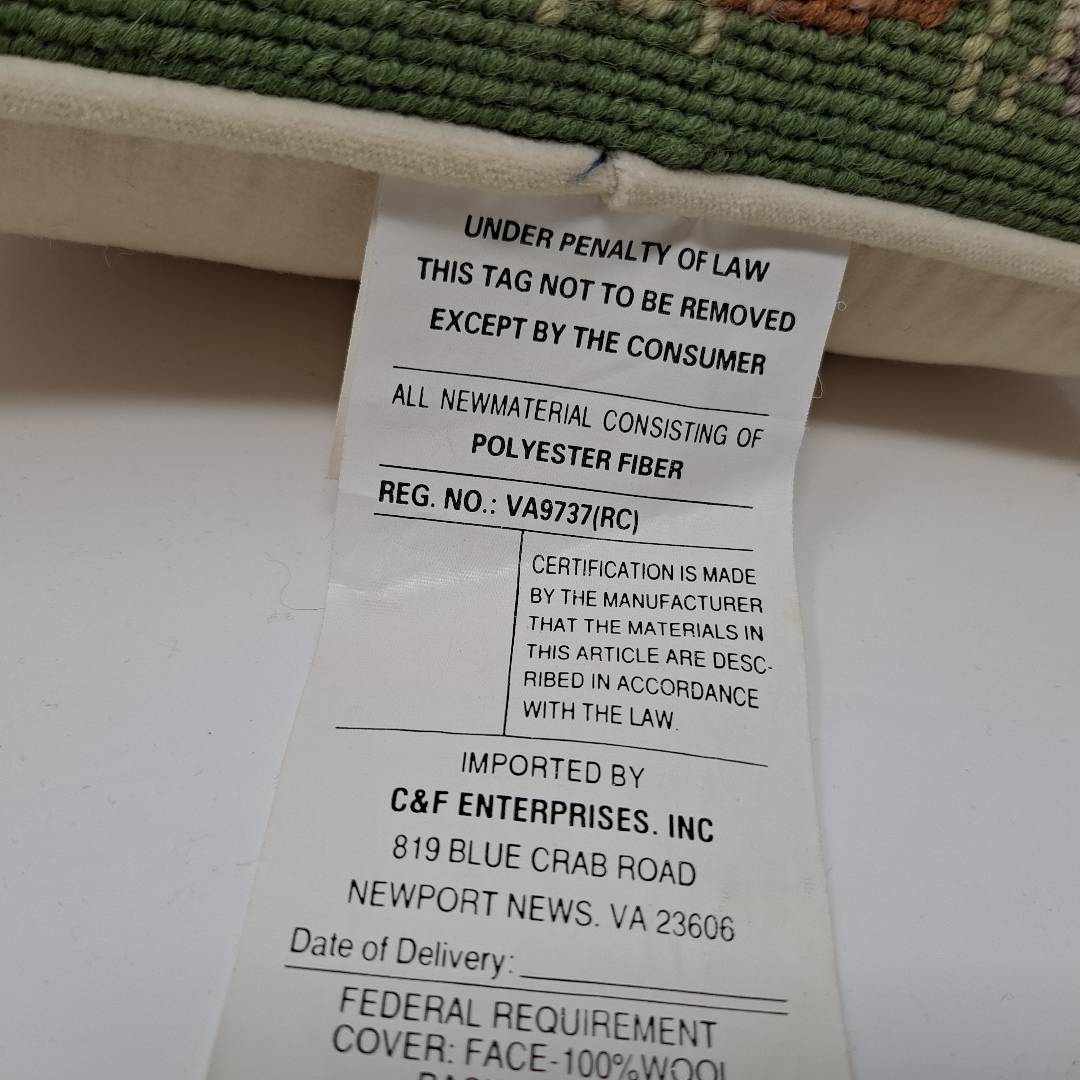 UNDER PENALTY OF LAW
THIS TAG NOT TO BE REMOVED
EXCEPT BY THE CONSUMER
ALL NEWMATERIAL CONSISTING OF
POLYESTER FIBER
REG. NO.: VA9737(RC)
CERTIFICATION IS MADE
BY THE MANUFACTURER
THAT THE MATERIALS IN
THIS ARTICLE ARE DESC-
RIBED IN ACCORDANCE
WITH THE LAW.
IMPORTED BY
C&F ENTERPRISES. INC
819 BLUE CRAB ROAD
NEWPORT NEWS. VA 23606
Date of Delivery:
FEDERAL REQUIREMENT
COVER: FACE-100%WOOL